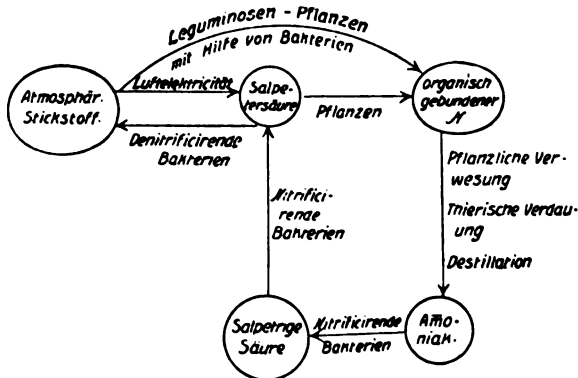 Leguminosen - Pflanzen
mit Hilfe von Bakterien
Atmosphär.
Stickstoff.
Luftelektricität
Salpe-
tersäure
Pflanzen
organisch
gebundener
N
Denitrificirende
Bakterien
Nitrifici-
rende
Bakterien
Pflanzliche Ver-
wesung
Thierische Verdau-
ung
Destillation
Salpetrige
Säure
Nitrificirende
Bakterien
Am̄o-
niak.